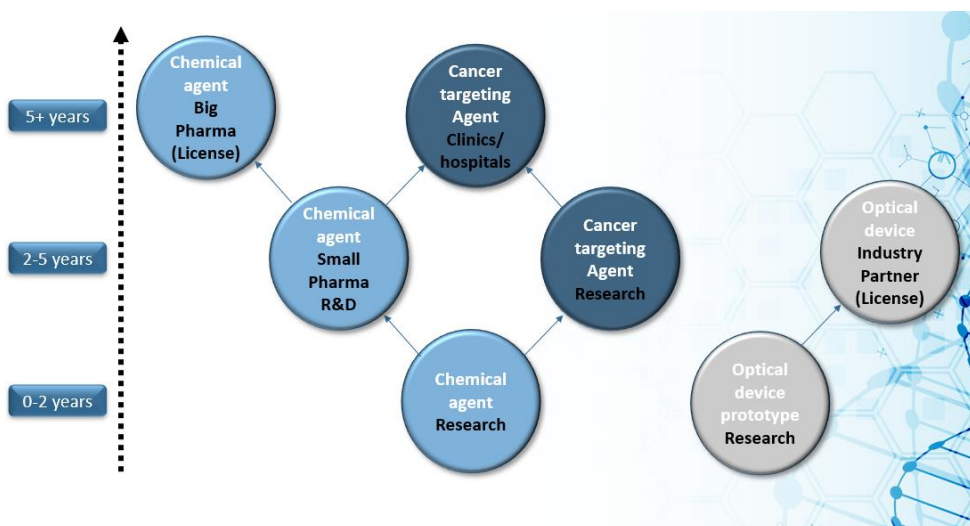 5+ years
Chemical
agent
Big
Pharma
(License)
Cancer
targeting
Agent
Clinics/
hospitals
2-5 years
Chemical
agent
Small
Pharma
R&D
Cancer
targeting
Agent
Research
Optical
device
Industry
Partner
(License)
0-2 years
Chemical
agent
Research
Optical
device
prototype
Research